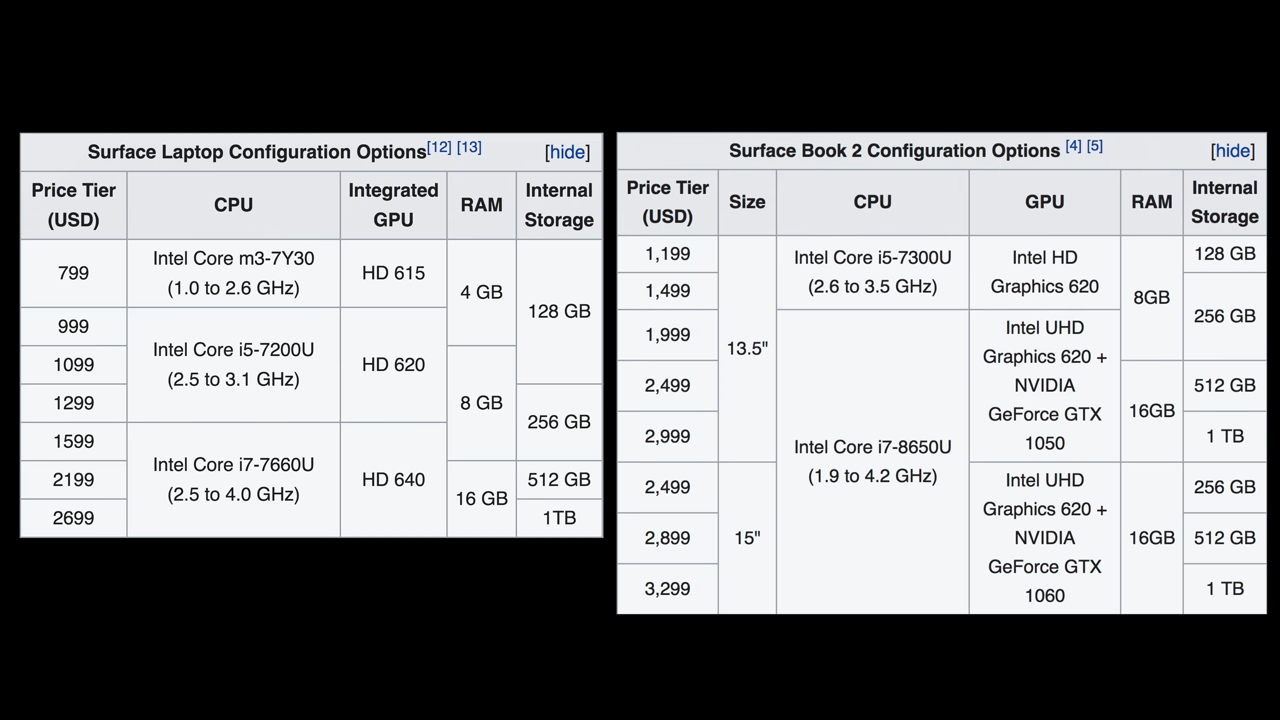 Surface Laptop Configuration Options[12] [13] [hide]
Price Tier
(USD)
CPU
Integrated
GPU
RAM
Internal
Storage
799
Intel Core m3-7Y30
(1.0 to 2.6 GHz)
HD 615
4 GB
128 GB
999
Intel Core i5-7200U
(2.5 to 3.1 GHz)
HD 620
1099
8 GB
1299
256 GB
1599
Intel Core i7-7660U
(2.5 to 4.0 GHz)
HD 640
2199
16 GB
512 GB
2699
1TB
Surface Book 2 Configuration Options [4] [5] [hide]
Price Tier
(USD)
Size
CPU
GPU
RAM
Internal
Storage
1,199
13.5"
Intel Core i5-7300U
(2.6 to 3.5 GHz)
Intel HD
Graphics 620
8GB
128 GB
1,499
256 GB
1,999
Intel Core i7-8650U
(1.9 to 4.2 GHz)
Intel UHD
Graphics 620 +
NVIDIA
GeForce GTX
1050
2,499
16GB
512 GB
2,999
1 TB
2,499
15"
Intel UHD
Graphics 620 +
NVIDIA
GeForce GTX
1060
16GB
256 GB
2,899
512 GB
3,299
1 TB